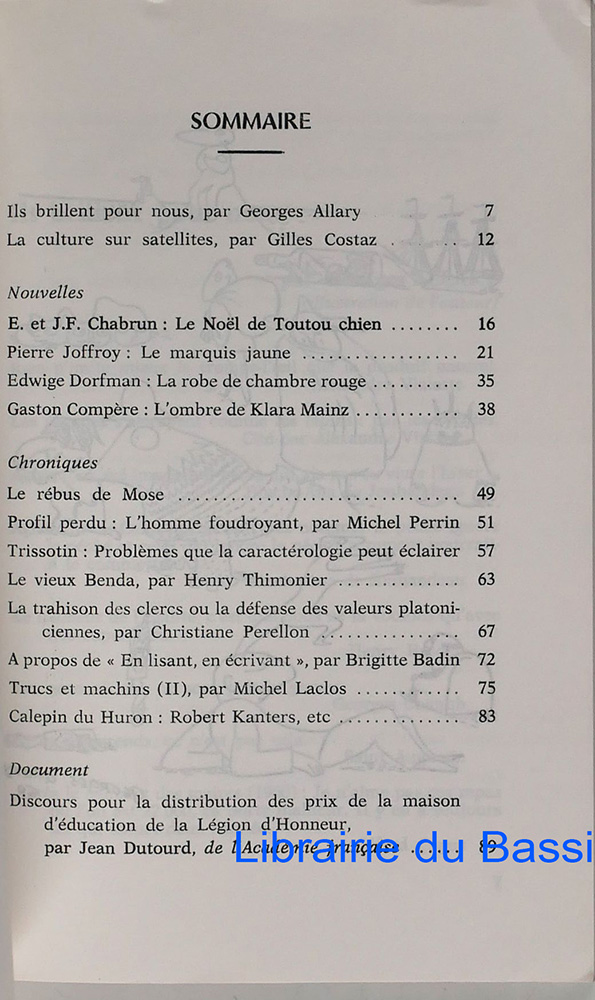 SOMMAIRE
Ils brillent pour nous, par Georges Allary 7
La culture sur satellites, par Gilles Costaz . . . . 12
Nouvelles
E. et J.F. Chabrun : Le Noël de Toutou chien ........ 16
Pierre Joffroy : Le marquis jaune .................. 21
Edwige Dorfman : La robe de chambre rouge .......... 35
Gaston Compère : L'ombre de Klara Mainz ............ 38
Chroniques
Le rébus de Mose ................................ 49
Profil perdu : L'homme foudroyant, par Michel Perrin 51
Trissotin : Problèmes que la caractérologie peut éclairer 57
Le vieux Benda, par Henry Thimonier .............. 63
La trahison des clercs ou la défense des valeurs platoni-
ciennes, par Christiane Perellon ................ 67
A propos de « En lisant, en écrivant », par Brigitte Badin 72
Trucs et machins (II), par Michel Laclos ............ 75
Calepin du Huron : Robert Kanters, etc .............. 83
Document
Discours pour la distribution des prix de la maison
d'éducation de la Légion d'Honneur,
par Jean Dutourd, de l'Académie française ...... 89
Librairie du Bassi